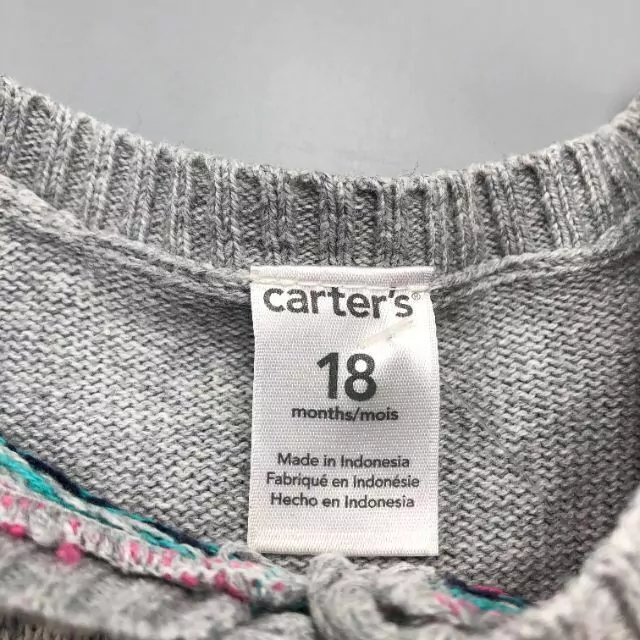 carter's®
18
months/mois
Made in Indonesia
Fabriqué en Indonésie
Hecho en Indonesia